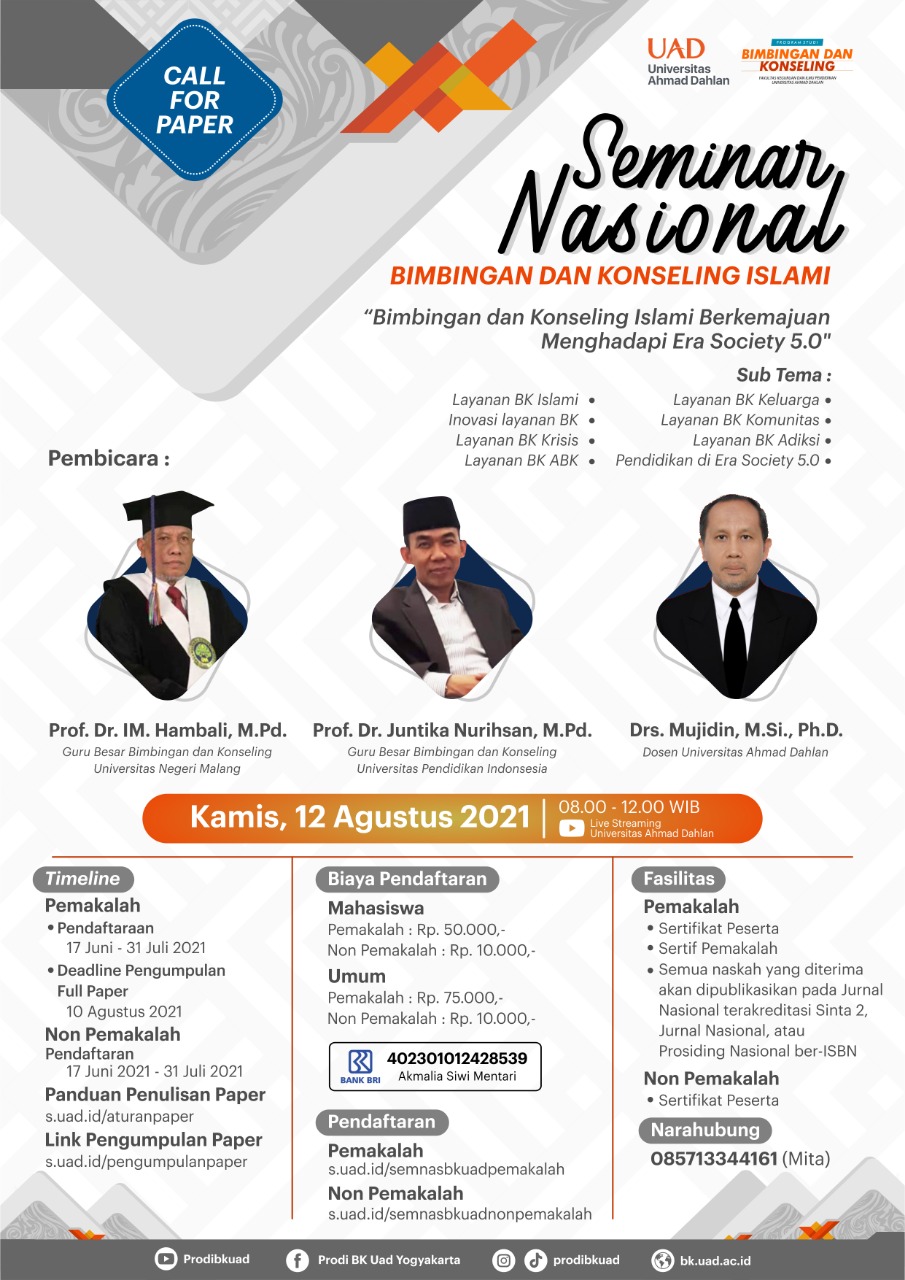 CALL
FOR
PAPER
UAD
Universitas
Ahmad Dahlan
PROGRAM STUDI
BIMBINGAN DAN
KONSELING
FAKULTAS KEGURUAN DAN ILMU PENDIDIKAN
UNIVERSITAS AHMAD DAHLAN
Seminar
Nasional
BIMBINGAN DAN KONSELING ISLAMI
“Bimbingan dan Konseling Islami Berkemajuan
Menghadapi Era Society 5.0"
Sub Tema :
Layanan BK Islami •
Inovasi layanan BK •
Layanan BK Krisis •
Layanan BK ABK •
Layanan BK Keluarga •
Layanan BK Komunitas •
Layanan BK Adiksi •
Pendidikan di Era Society 5.0 •
Pembicara :
Prof. Dr. IM. Hambali, M.Pd.
Guru Besar Bimbingan dan Konseling
Universitas Negeri Malang
Prof. Dr. Juntika Nurihsan, M.Pd.
Guru Besar Bimbingan dan Konseling
Universitas Pendidikan Indonsesia
Drs. Mujidin, M.Si., Ph.D.
Dosen Universitas Ahmad Dahlan
Kamis, 12 Agustus 2021
08.00 - 12.00 WIB
Live Streaming
Universitas Ahmad Dahlan
Timeline
Pemakalah
• Pendaftaraan
17 Juni - 31 Juli 2021
• Deadline Pengumpulan
Full Paper
10 Agustus 2021
Non Pemakalah
Pendaftaran
17 Juni 2021 - 31 Juli 2021
Panduan Penulisan Paper
s.uad.id/aturanpaper
Link Pengumpulan Paper
s.uad.id/pengumpulanpaper
Biaya Pendaftaran
Mahasiswa
Pemakalah : Rp. 50.000,-
Non Pemakalah : Rp. 10.000,-
Umum
Pemakalah : Rp. 75.000,-
Non Pemakalah : Rp. 10.000,-
BANK BRI
402301012428539
Akmalia Siwi Mentari
Pendaftaran
Pemakalah
s.uad.id/semnasbkuadpemakalah
Non Pemakalah
s.uad.id/semnasbkuadnonpemakalah
Fasilitas
Pemakalah
• Sertifikat Peserta
• Sertif Pemakalah
• Semua naskah yang diterima
akan dipublikasikan pada Jurnal
Nasional terakreditasi Sinta 2,
Jurnal Nasional, atau
Prosiding Nasional ber-ISBN
Non Pemakalah
• Sertifikat Peserta
Narahubung
085713344161 (Mita)
Prodibkuad
Prodi BK Uad Yogyakarta
prodibkuad
bk.uad.ac.id